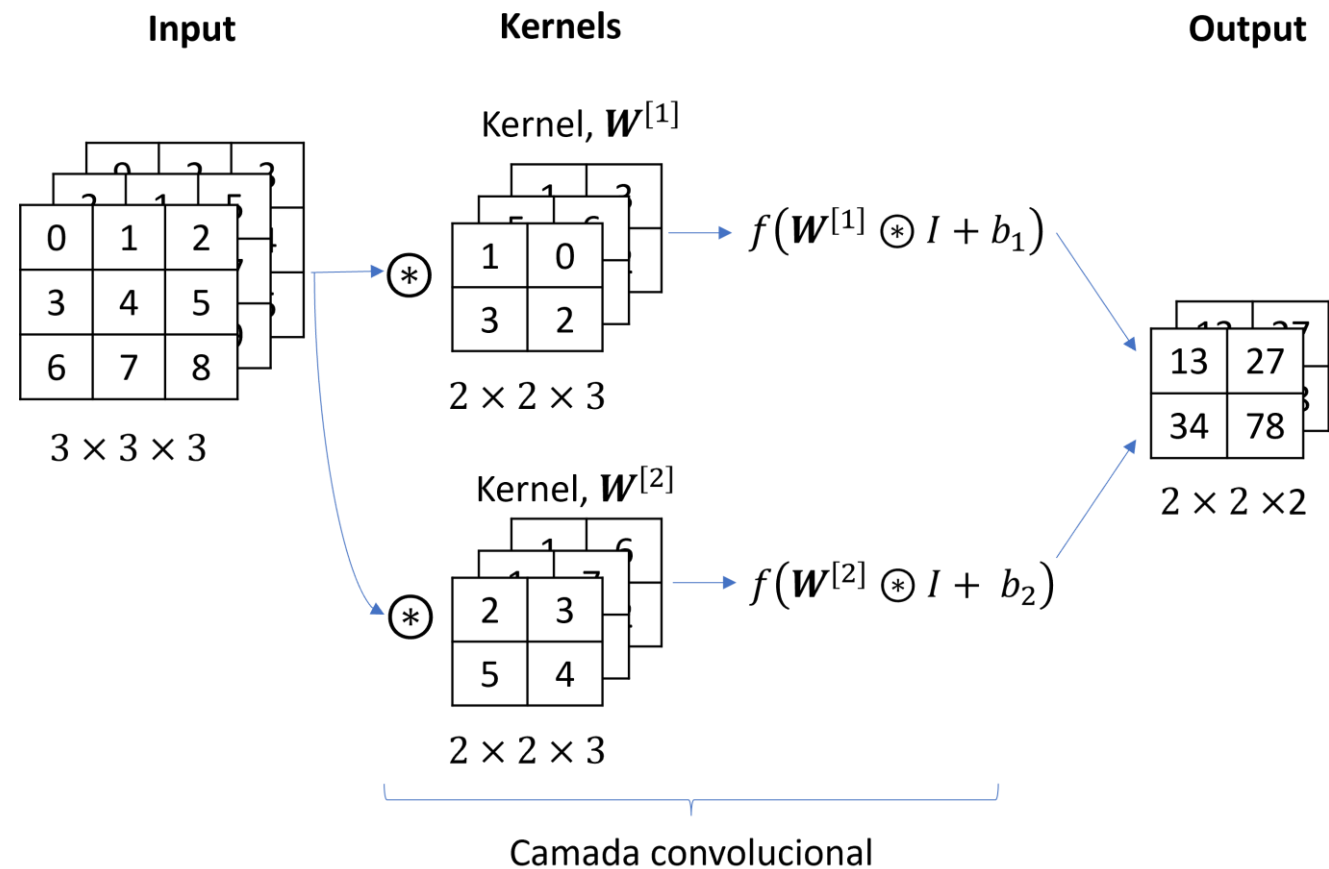 Input
Kernels
Output
Kernel, W^[1]
0 1 2
3 4 5
6 7 8
3 × 3 × 3
⊛
1 0
3 2
2 × 2 × 3
f(W^[1] ⊛ I + b₁)
Kernel, W^[2]
⊛
2 3
5 4
2 × 2 × 3
f(W^[2] ⊛ I + b₂)
13 27
34 78
2 × 2 ×2
Camada convolucional